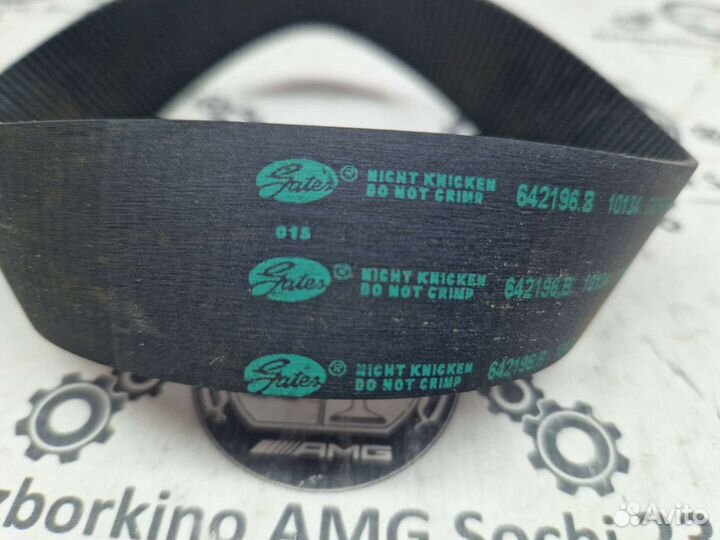 Gates® NICHT KNICKEN
DO NOT CRIMP 642196.B 10134
015
Gates® NICHT KNICKEN
DO NOT CRIMP 642196.B 10134
Gates® NICHT KNICKEN
DO NOT CRIMP 642196.B
AMG
zborkino AMG Sochi 23
Avito